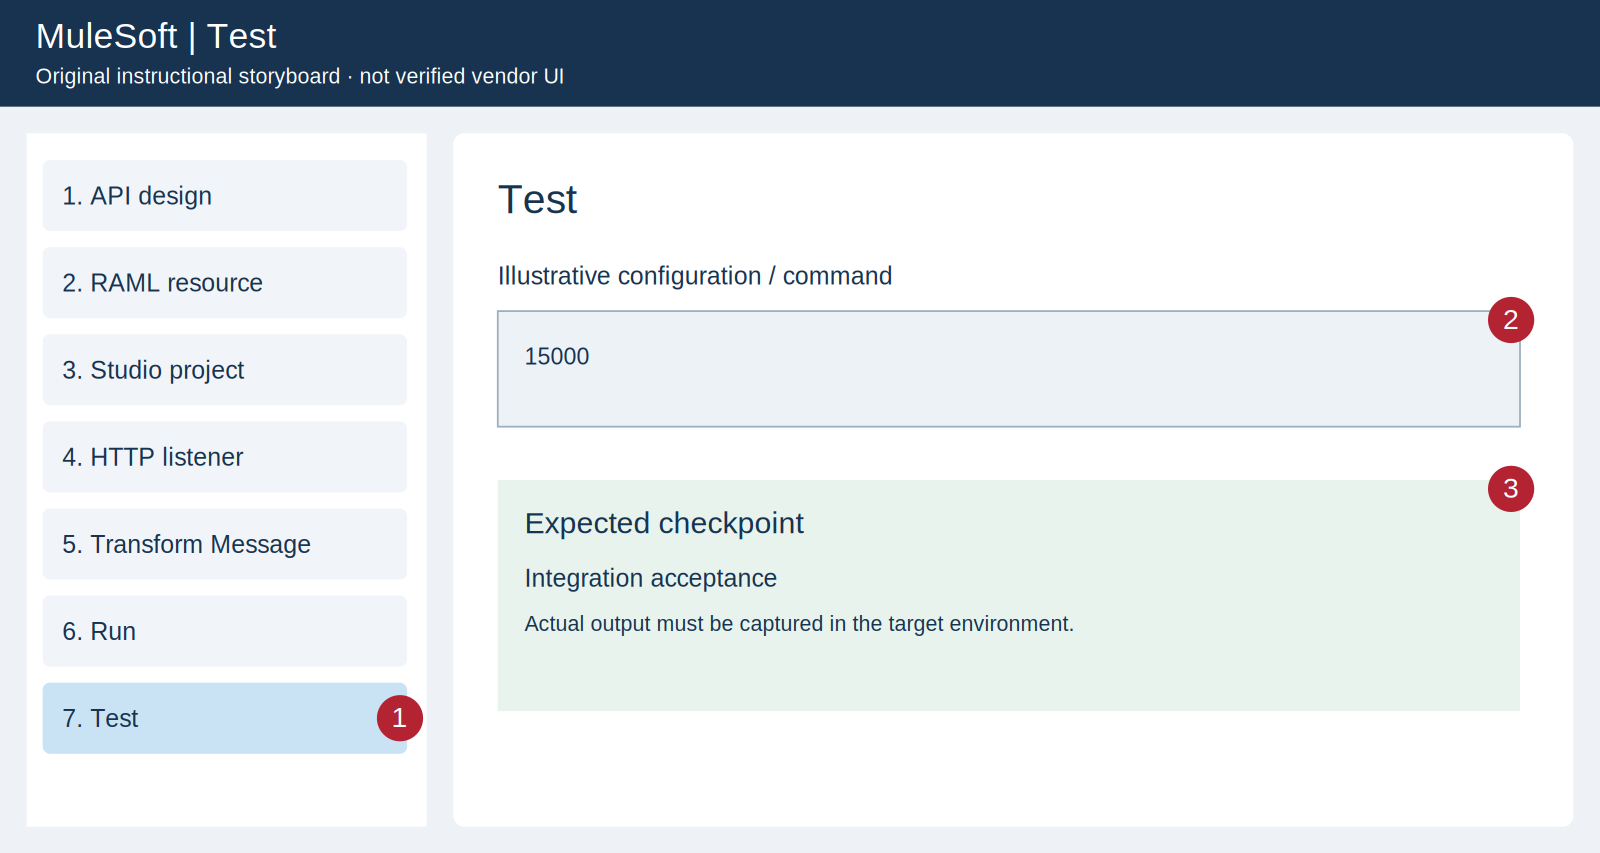 MuleSoft | Test
Original instructional storyboard · not verified vendor UI
1. API design
2. RAML resource
3. Studio project
4. HTTP listener
5. Transform Message
6. Run
7. Test
1
Test
Illustrative configuration / command
2
15000
3
Expected checkpoint
Integration acceptance
Actual output must be captured in the target environment.